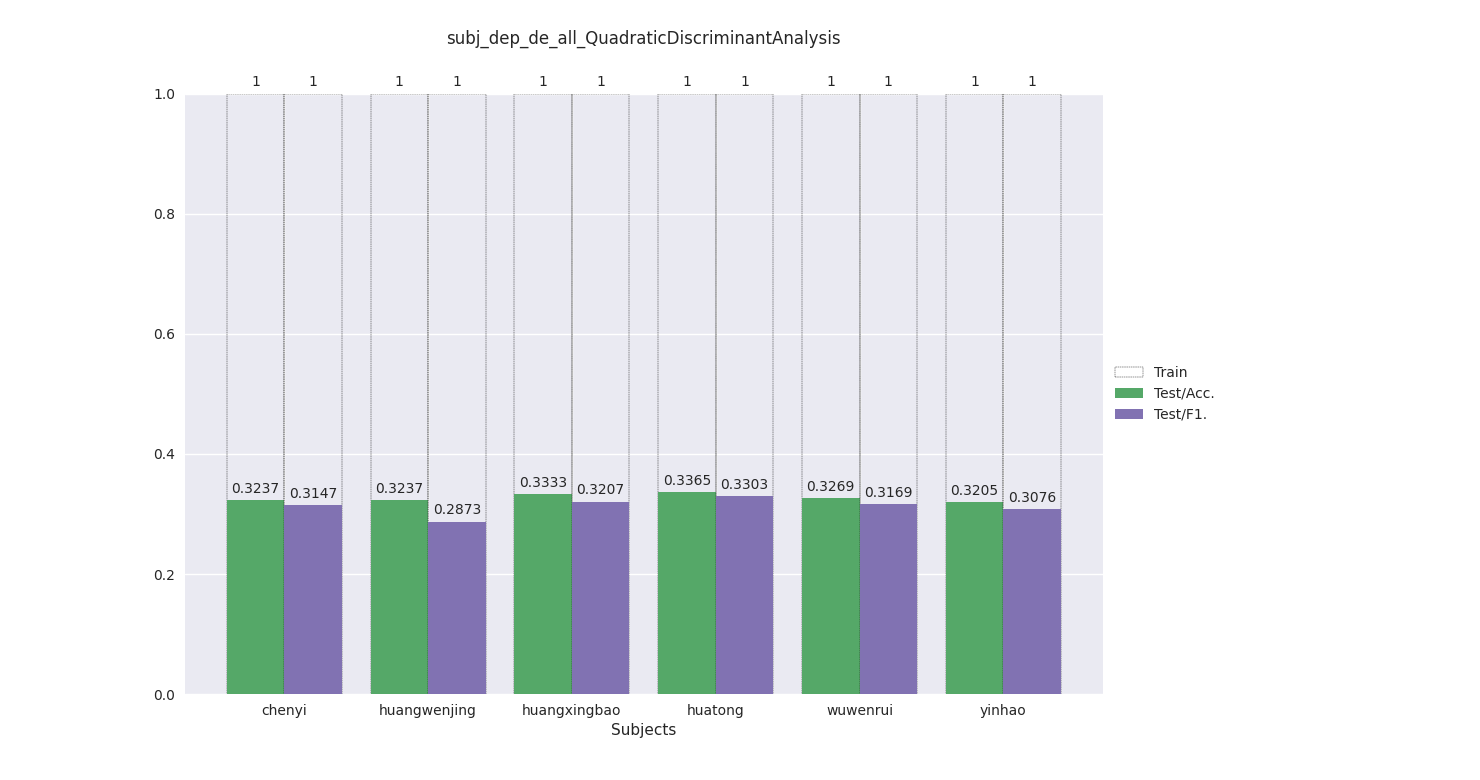 subj_dep_de_all_QuadraticDiscriminantAnalysis
1 1 1 1 1 1 1 1 1 1 1 1
1.0
0.8
0.6
0.4
0.2
0.0
0.3237 0.3147 0.3237 0.2873 0.3333 0.3207 0.3365 0.3303 0.3269 0.3169 0.3205 0.3076
chenyi huangwenjing huangxingbao huatong wuwenrui yinhao
Subjects
Train
Test/Acc.
Test/F1.